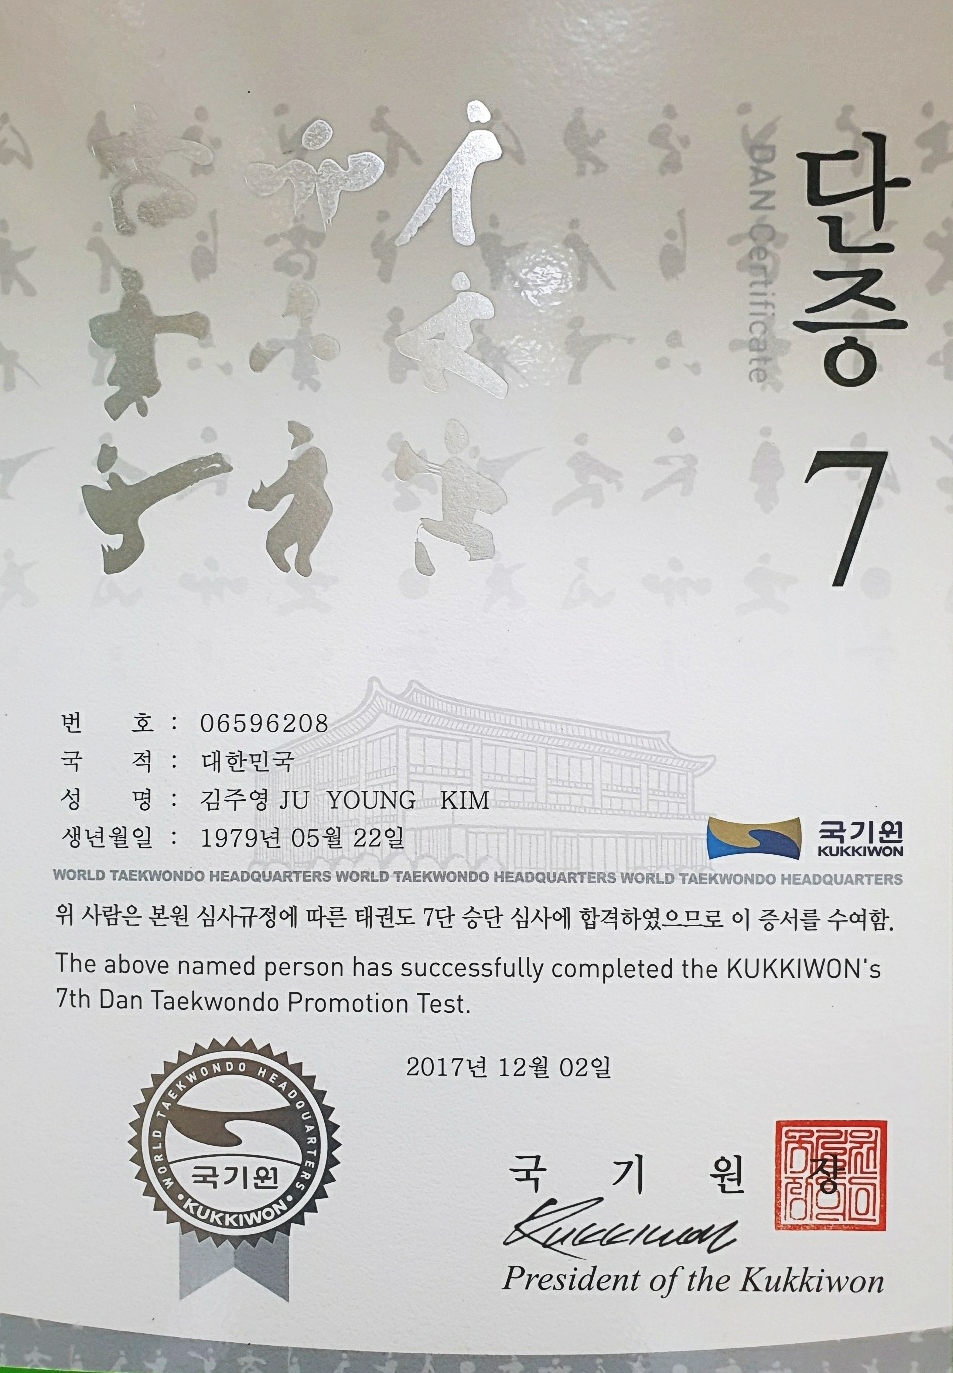 단증 7
DAN Certificate
번 호 : 06596208
국 적 : 대한민국
성 명 : 김주영 JU YOUNG KIM
생년월일 : 1979년 05월 22일
국기원
KUKKIWON
WORLD TAEKWONDO HEADQUARTERS WORLD TAEKWONDO HEADQUARTERS WORLD TAEKWONDO HEADQUARTERS
위 사람은 본원 심사규정에 따른 태권도 7단 승단 심사에 합격하였으므로 이 증서를 수여함.
The above named person has successfully completed the KUKKIWON's
7th Dan Taekwondo Promotion Test.
2017년 12월 02일
WORLD TAEKWONDO HEADQUARTERS
국기원
KUKKIWON
국 기 원 장
Kukkiwon
President of the Kukkiwon